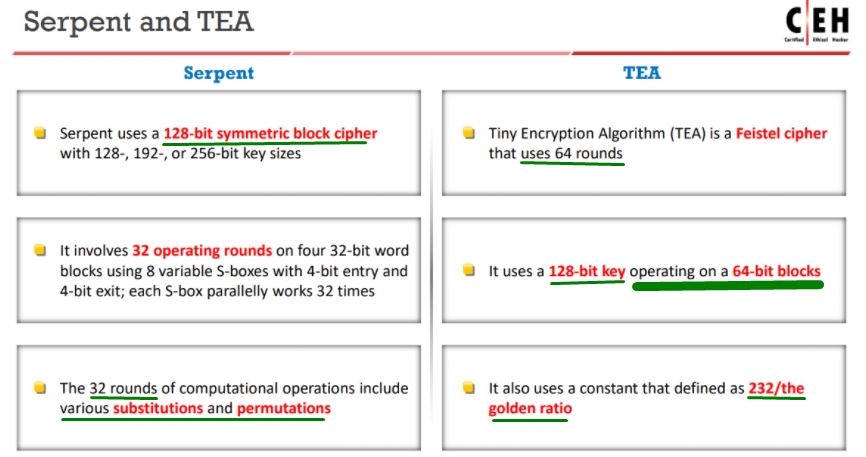 Serpent and TEA
C|EH
Certified Ethical Hacker
Serpent
Serpent uses a 128-bit symmetric block cipher
with 128-, 192-, or 256-bit key sizes
It involves 32 operating rounds on four 32-bit word
blocks using 8 variable S-boxes with 4-bit entry and
4-bit exit; each S-box parallelly works 32 times
The 32 rounds of computational operations include
various substitutions and permutations
TEA
Tiny Encryption Algorithm (TEA) is a Feistel cipher
that uses 64 rounds
It uses a 128-bit key operating on a 64-bit blocks
It also uses a constant that defined as 232/the
golden ratio